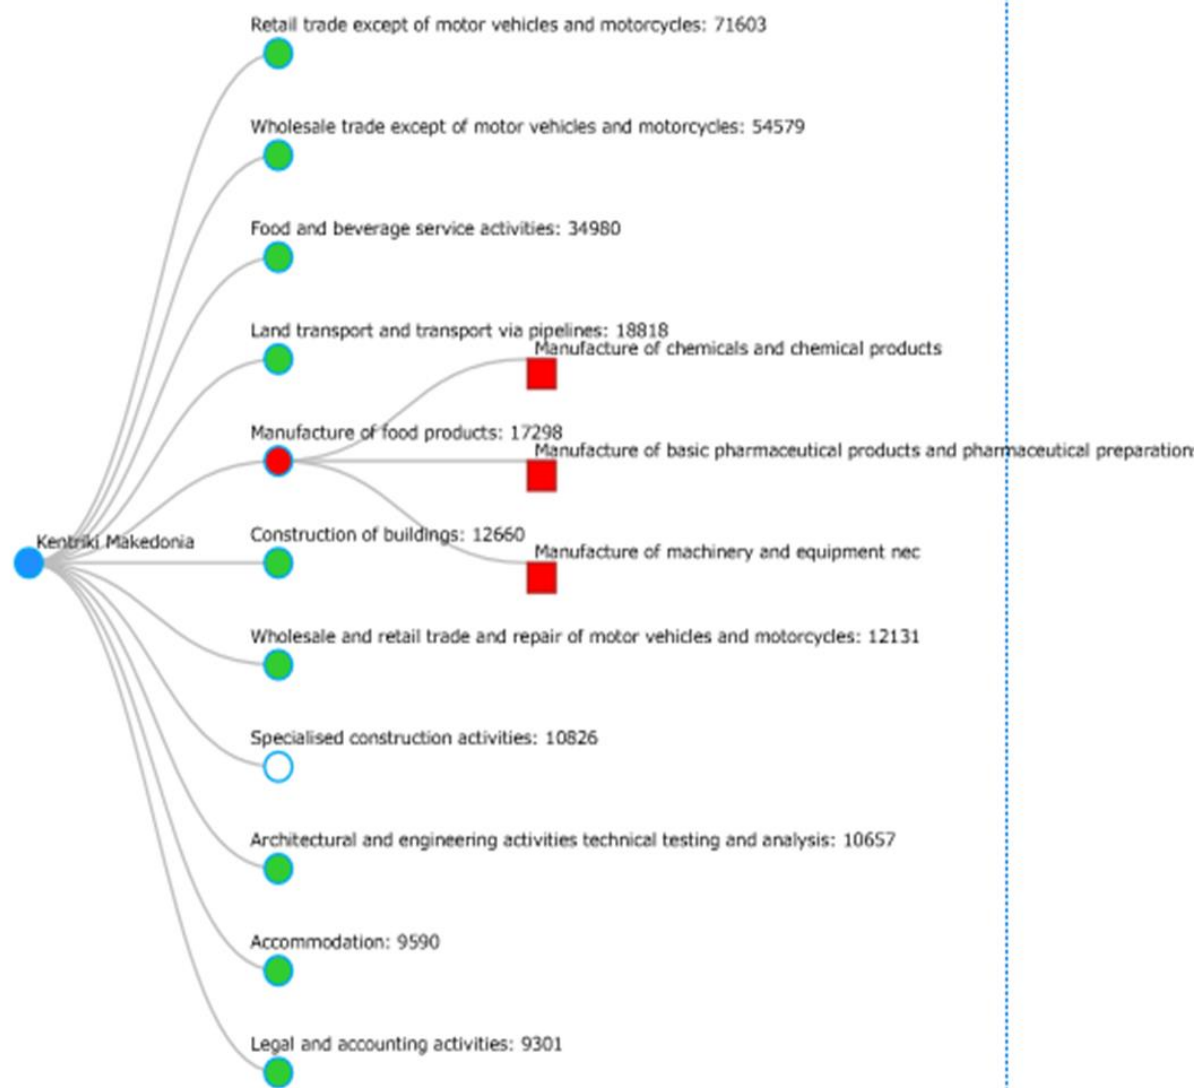 Retail trade except of motor vehicles and motorcycles: 71603
Wholesale trade except of motor vehicles and motorcycles: 54579
Food and beverage service activities: 34980
Land transport and transport via pipelines: 18818
Manufacture of chemicals and chemical products
Manufacture of food products: 17298
Manufacture of basic pharmaceutical products and pharmaceutical preparation
Construction of buildings: 12660
Kentriki Makedonia
Manufacture of machinery and equipment nec
Wholesale and retail trade and repair of motor vehicles and motorcycles: 12131
Specialised construction activities: 10826
Architectural and engineering activities technical testing and analysis: 10657
Accommodation: 9590
Legal and accounting activities: 9301